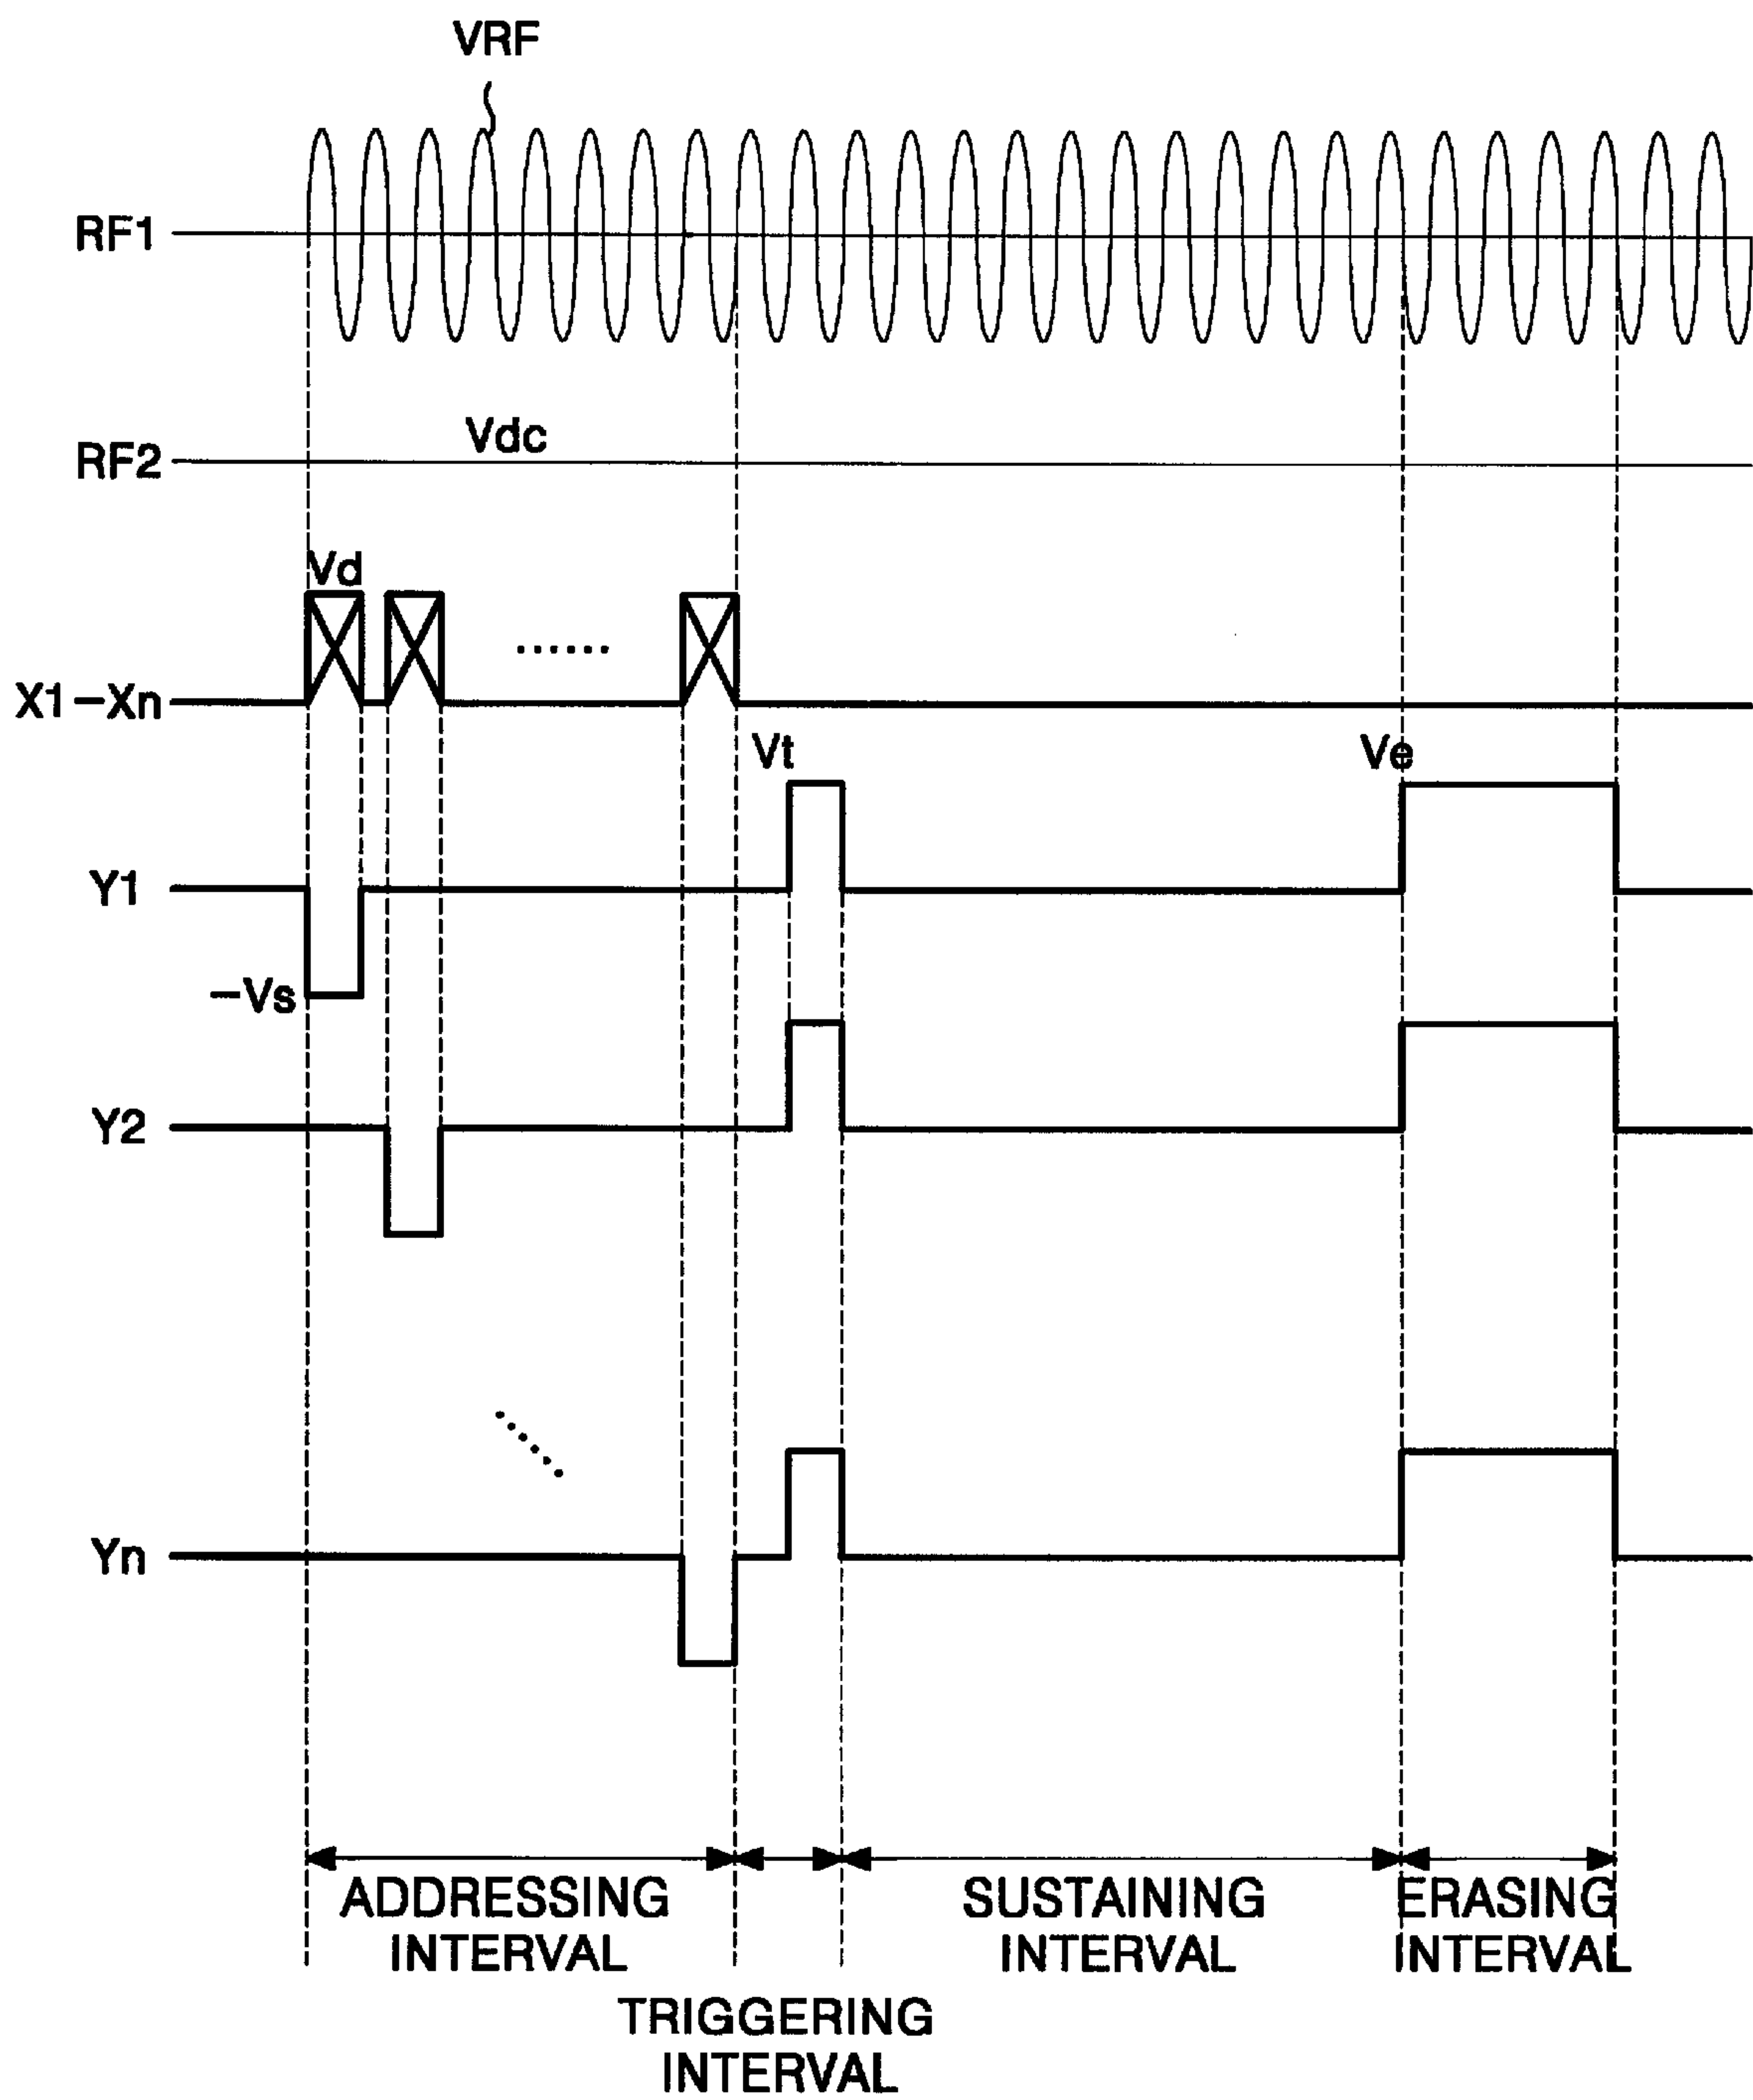 VRF
RF1
Vdc
RF2
Vd
......
X1-Xn
Vt
Ve
Y1
-Vs
Y2
......
Yn
ADDRESSING
INTERVAL
SUSTAINING
INTERVAL
ERASING
INTERVAL
TRIGGERING
INTERVAL